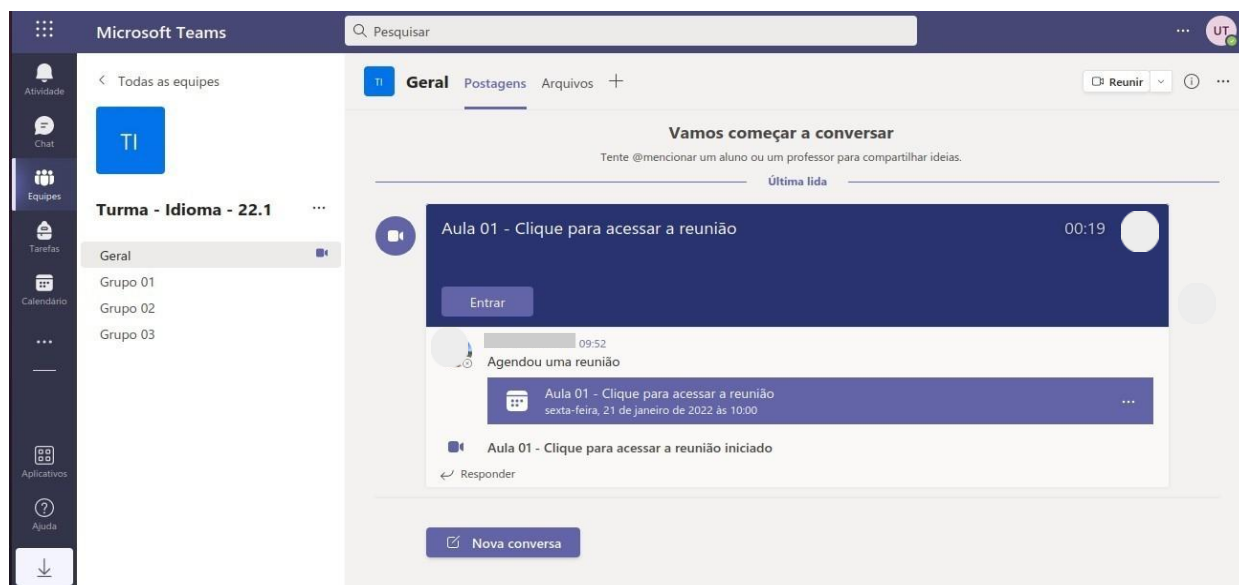 Microsoft Teams
Pesquisar
UT
Atividade
Chat
Equipes
Tarefas
Calendário
Aplicativos
Ajuda
Todas as equipes
TI
Turma - Idioma - 22.1
Geral
Grupo 01
Grupo 02
Grupo 03
TI Geral Postagens Arquivos
Reunir
Vamos começar a conversar
Tente @mencionar um aluno ou um professor para compartilhar ideias.
Última lida
Aula 01 - Clique para acessar a reunião 00:19
Entrar
09:52
Agendou uma reunião
Aula 01 - Clique para acessar a reunião
sexta-feira, 21 de janeiro de 2022 às 10:00
Aula 01 - Clique para acessar a reunião iniciado
Responder
Nova conversa